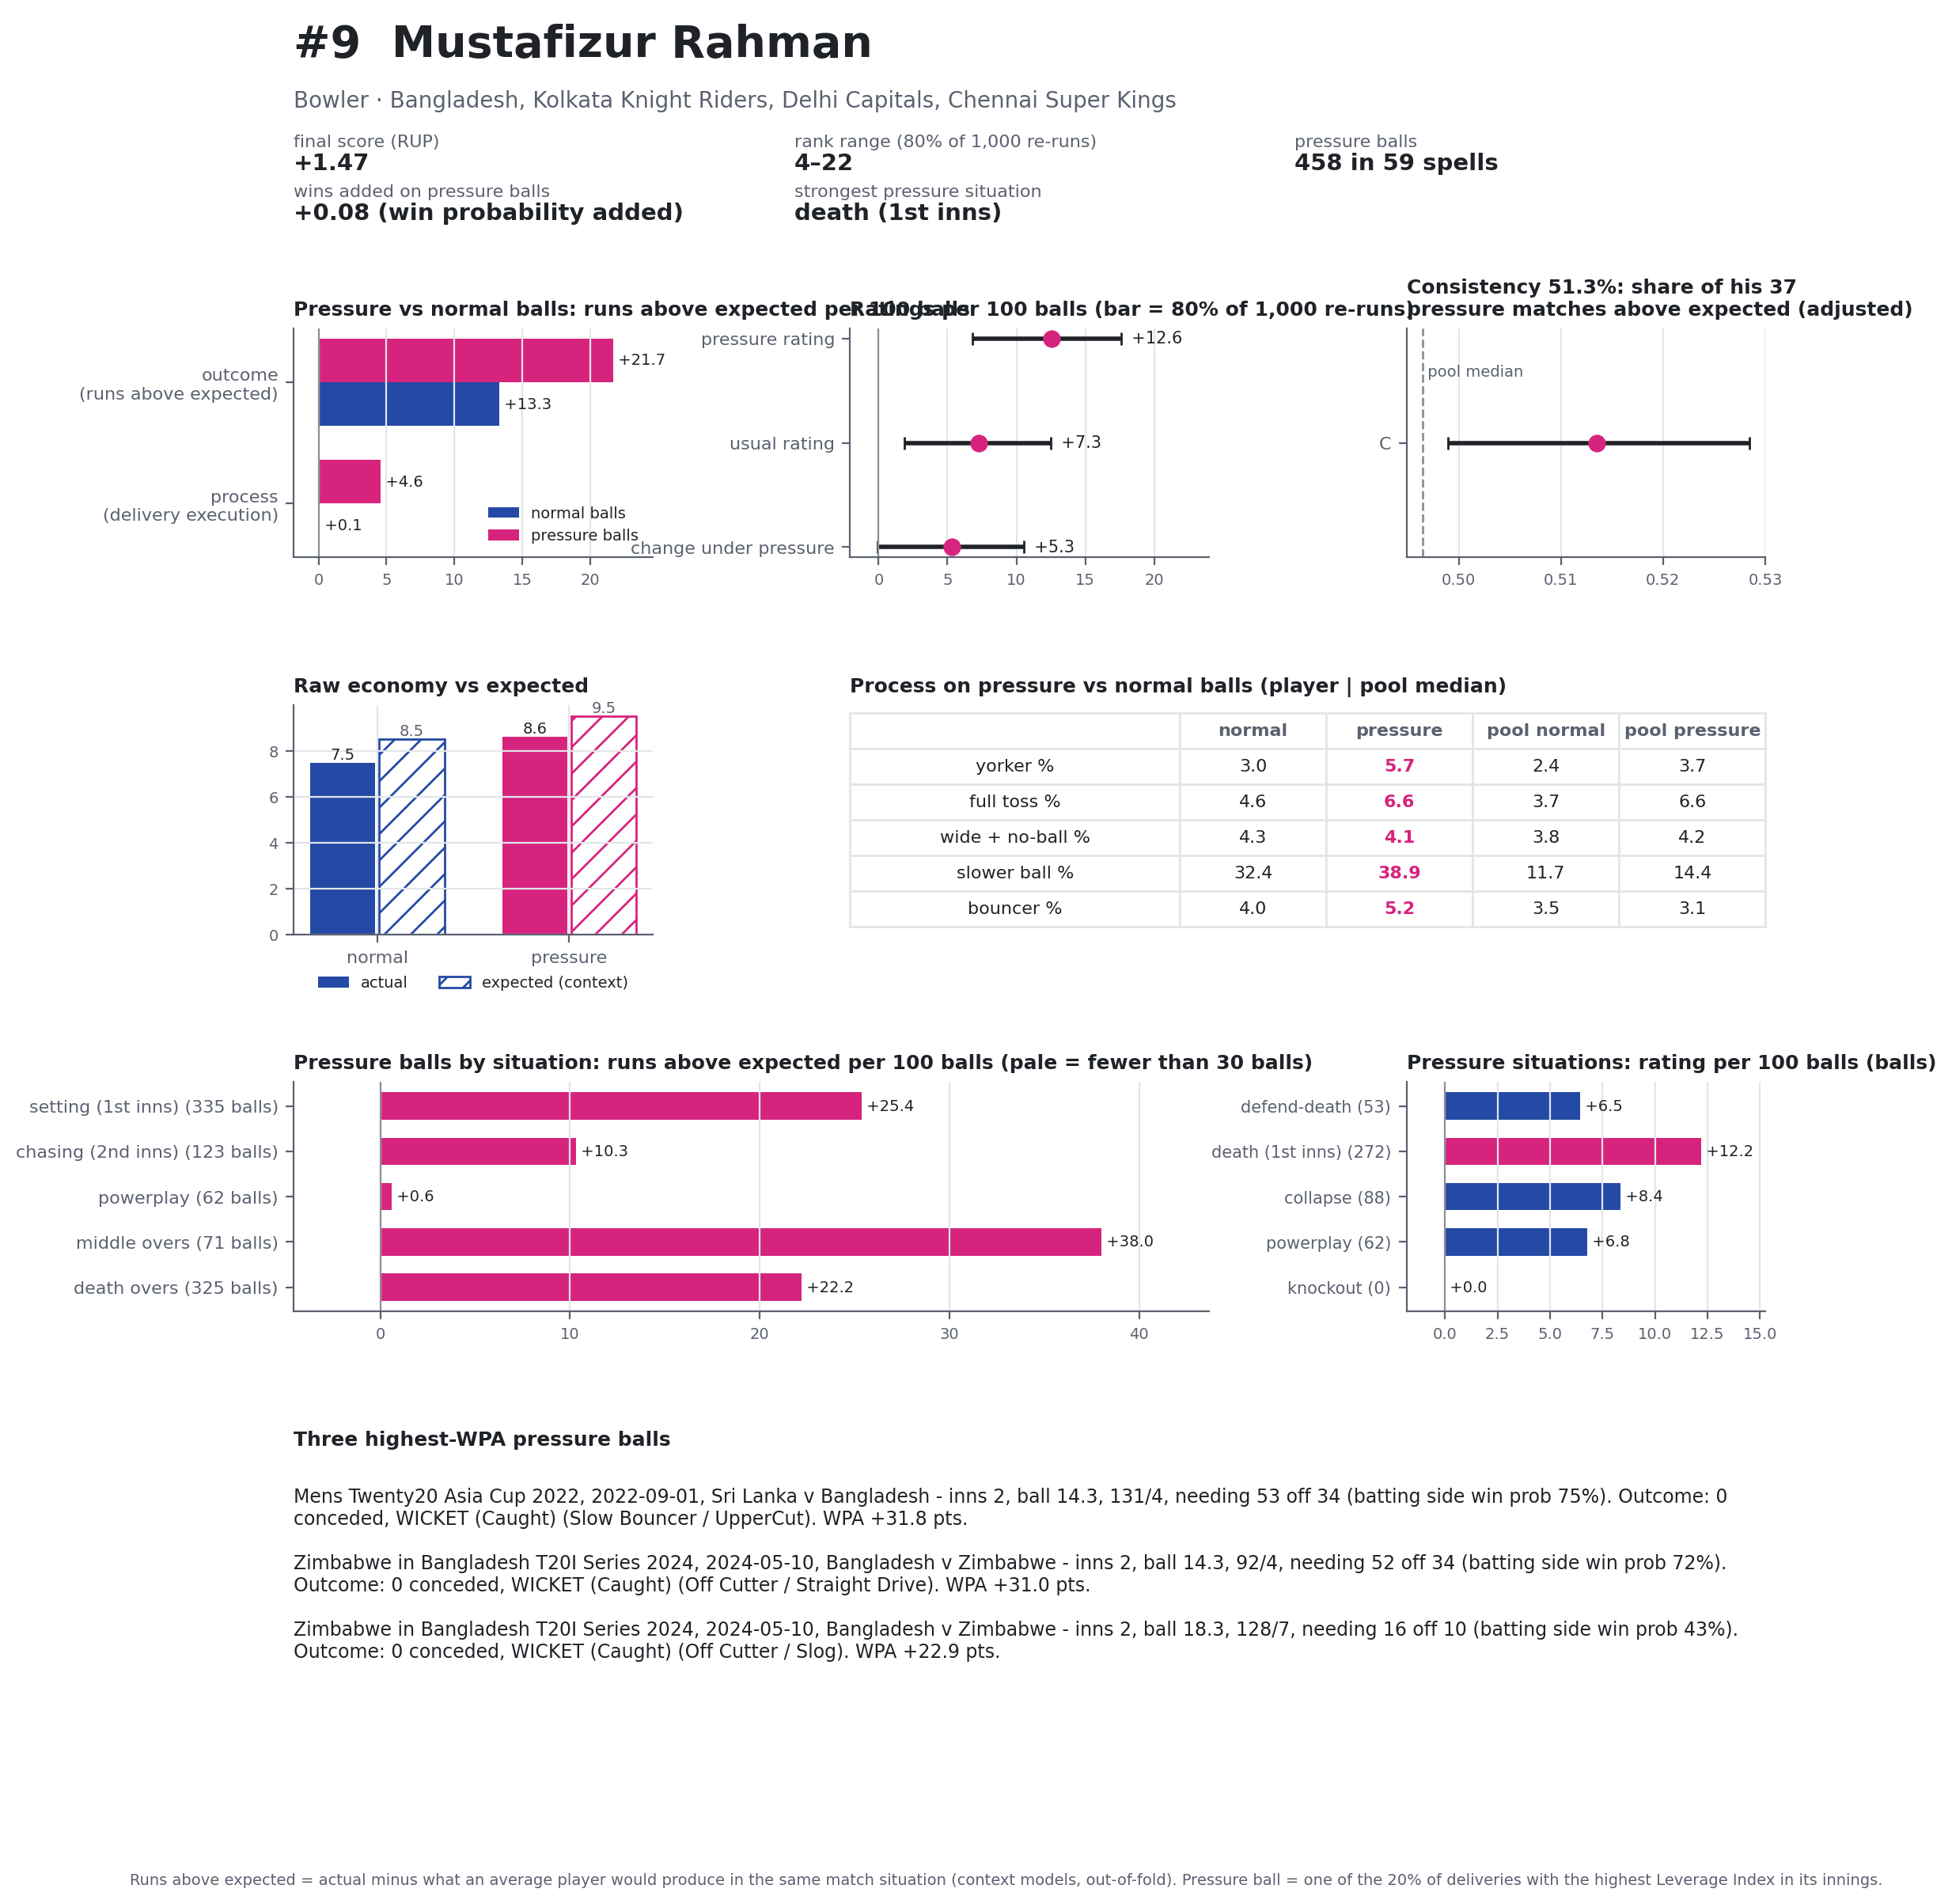 #9  Mustafizur Rahman
Bowler · Bangladesh, Kolkata Knight Riders, Delhi Capitals, Chennai Super Kings
final score (RUP)
+1.47
rank range (80% of 1,000 re-runs)
4–22
pressure balls
458 in 59 spells
wins added on pressure balls
+0.08 (win probability added)
strongest pressure situation
death (1st inns)
Pressure vs normal balls: runs above expected per 100 balls
outcome
(runs above expected)
process
(delivery execution)
+21.7
+13.3
+4.6
+0.1
normal balls
pressure balls
0 5 10 15 20
Ratings per 100 balls (bar = 80% of 1,000 re-runs)
pressure rating
+12.6
usual rating
+7.3
change under pressure
+5.3
0 5 10 15 20
Consistency 51.3%: share of his 37
pressure matches above expected (adjusted)
pool median
C
0.50 0.51 0.52 0.53
Raw economy vs expected
8
6
4
2
0
7.5
8.5
8.6
9.5
normal pressure
actual
expected (context)
Process on pressure vs normal balls (player | pool median)
normal pressure pool normal pool pressure
yorker % 3.0 5.7 2.4 3.7
full toss % 4.6 6.6 3.7 6.6
wide + no-ball % 4.3 4.1 3.8 4.2
slower ball % 32.4 38.9 11.7 14.4
bouncer % 4.0 5.2 3.5 3.1
Pressure balls by situation: runs above expected per 100 balls (pale = fewer than 30 balls)
setting (1st inns) (335 balls) +25.4
chasing (2nd inns) (123 balls) +10.3
powerplay (62 balls) +0.6
middle overs (71 balls) +38.0
death overs (325 balls) +22.2
0 10 20 30 40
Pressure situations: rating per 100 balls (balls)
defend-death (53) +6.5
death (1st inns) (272) +12.2
collapse (88) +8.4
powerplay (62) +6.8
knockout (0) +0.0
0.0 2.5 5.0 7.5 10.0 12.5 15.0
Three highest-WPA pressure balls
Mens Twenty20 Asia Cup 2022, 2022-09-01, Sri Lanka v Bangladesh - inns 2, ball 14.3, 131/4, needing 53 off 34 (batting side win prob 75%). Outcome: 0
conceded, WICKET (Caught) (Slow Bouncer / UpperCut). WPA +31.8 pts.
Zimbabwe in Bangladesh T20I Series 2024, 2024-05-10, Bangladesh v Zimbabwe - inns 2, ball 14.3, 92/4, needing 52 off 34 (batting side win prob 72%).
Outcome: 0 conceded, WICKET (Caught) (Off Cutter / Straight Drive). WPA +31.0 pts.
Zimbabwe in Bangladesh T20I Series 2024, 2024-05-10, Bangladesh v Zimbabwe - inns 2, ball 18.3, 128/7, needing 16 off 10 (batting side win prob 43%).
Outcome: 0 conceded, WICKET (Caught) (Off Cutter / Slog). WPA +22.9 pts.
Runs above expected = actual minus what an average player would produce in the same match situation (context models, out-of-fold). Pressure ball = one of the 20% of deliveries with the highest Leverage Index in its innings.